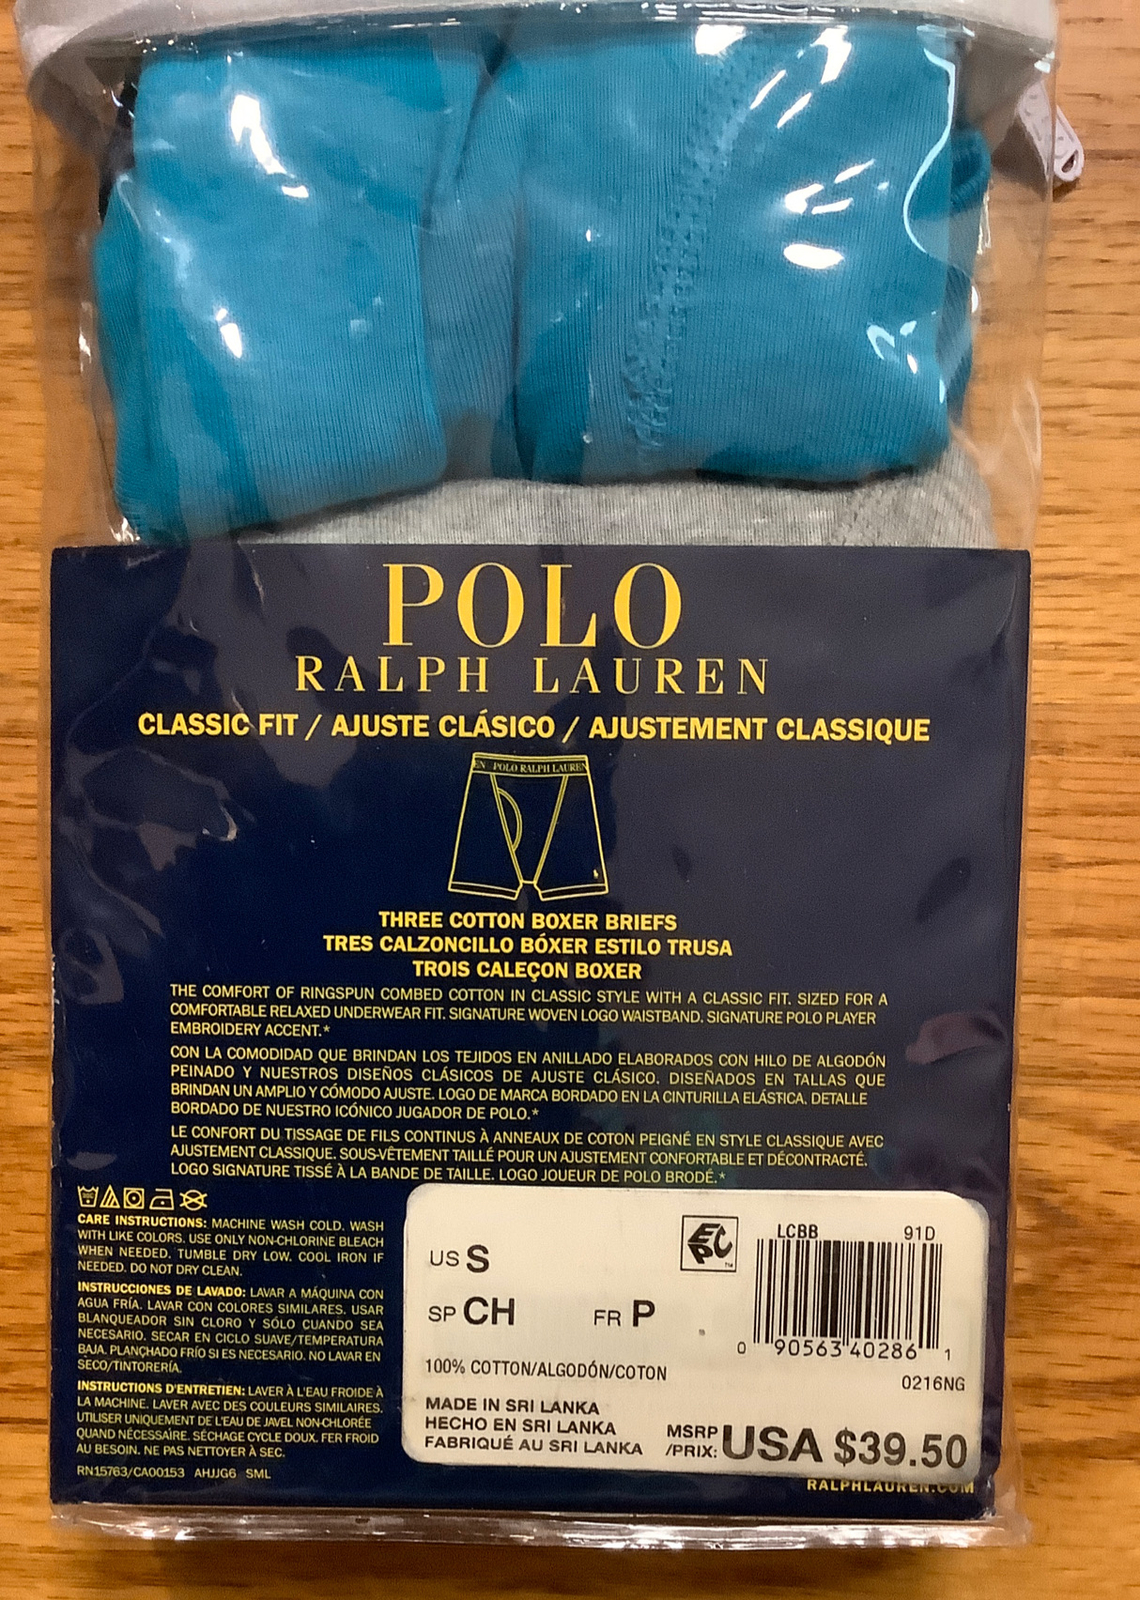 POLO
RALPH LAUREN
CLASSIC FIT / AJUSTE CLÁSICO / AJUSTEMENT CLASSIQUE
EN POLO RALPH LAUREN
THREE COTTON BOXER BRIEFS
TRES CALZONCILLO BÓXER ESTILO TRUSA
TROIS CALEÇON BOXER
THE COMFORT OF RINGSPUN COMBED COTTON IN CLASSIC STYLE WITH A CLASSIC FIT. SIZED FOR A
COMFORTABLE RELAXED UNDERWEAR FIT. SIGNATURE WOVEN LOGO WAISTBAND. SIGNATURE POLO PLAYER
EMBROIDERY ACCENT.*
CON LA COMODIDAD QUE BRINDAN LOS TEJIDOS EN ANILLADO ELABORADOS CON HILO DE ALGODÓN
PEINADO Y NUESTROS DISEÑOS CLÁSICOS DE AJUSTE CLÁSICO. DISEÑADOS EN TALLAS QUE
BRINDAN UN AMPLIO Y CÓMODO AJUSTE. LOGO DE MARCA BORDADO EN LA CINTURILLA ELÁSTICA. DETALLE
BORDADO DE NUESTRO ICÓNICO JUGADOR DE POLO.*
LE CONFORT DU TISSAGE DE FILS CONTINUS À ANNEAUX DE COTON PEIGNÉ EN STYLE CLASSIQUE AVEC
AJUSTEMENT CLASSIQUE. SOUS-VÊTEMENT TAILLÉ POUR UN AJUSTEMENT CONFORTABLE ET DÉCONTRACTÉ.
LOGO SIGNATURE TISSÉ À LA BANDE DE TAILLE. LOGO JOUEUR DE POLO BRODÉ.*
CARE INSTRUCTIONS: MACHINE WASH COLD. WASH
WITH LIKE COLORS. USE ONLY NON-CHLORINE BLEACH
WHEN NEEDED. TUMBLE DRY LOW. COOL IRON IF
NEEDED. DO NOT DRY CLEAN.
INSTRUCCIONES DE LAVADO: LAVAR A MÁQUINA CON
AGUA FRÍA. LAVAR CON COLORES SIMILARES. USAR
BLANQUEADOR SIN CLORO Y SÓLO CUANDO SEA
NECESARIO. SECAR EN CICLO SUAVE/TEMPERATURA
BAJA. PLANCHADO FRÍO SI ES NECESARIO. NO LAVAR EN
SECO/TINTORERÍA.
INSTRUCTIONS D'ENTRETIEN: LAVER À L'EAU FROIDE À
LA MACHINE. LAVER AVEC DES COULEURS SIMILAIRES.
UTILISER UNIQUEMENT DE L'EAU DE JAVEL NON-CHLORÉE
QUAND NÉCESSAIRE. SÉCHAGE CYCLE DOUX. FER FROID
AU BESOIN. NE PAS NETTOYER À SEC.
RN15763/CA00153 AHJJG6 SML
US S
SP CH FR P
EPC TM
LCBB 91D
0 90563 40286 1
0216NG
100% COTTON/ALGODÓN/COTON
MADE IN SRI LANKA
HECHO EN SRI LANKA
FABRIQUÉ AU SRI LANKA
MSRP
/PRIX: USA $39.50
RALPHLAUREN.COM